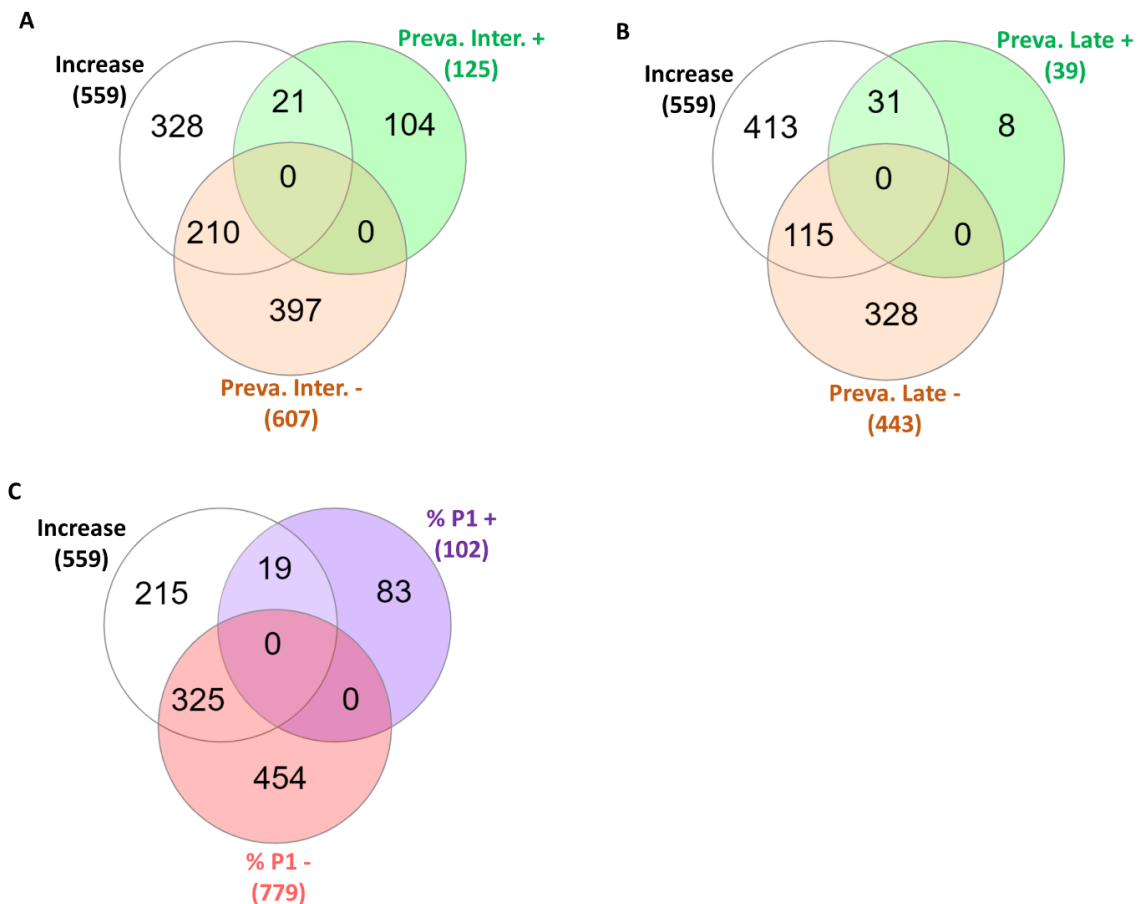 A
Increase
(559)
Preva. Inter. +
(125)
328
21
104
0
210
0
397
Preva. Inter. -
(607)
B
Increase
(559)
Preva. Late +
(39)
413
31
8
0
115
0
328
Preva. Late -
(443)
C
Increase
(559)
% P1 +
(102)
215
19
83
0
325
0
454
% P1 -
(779)